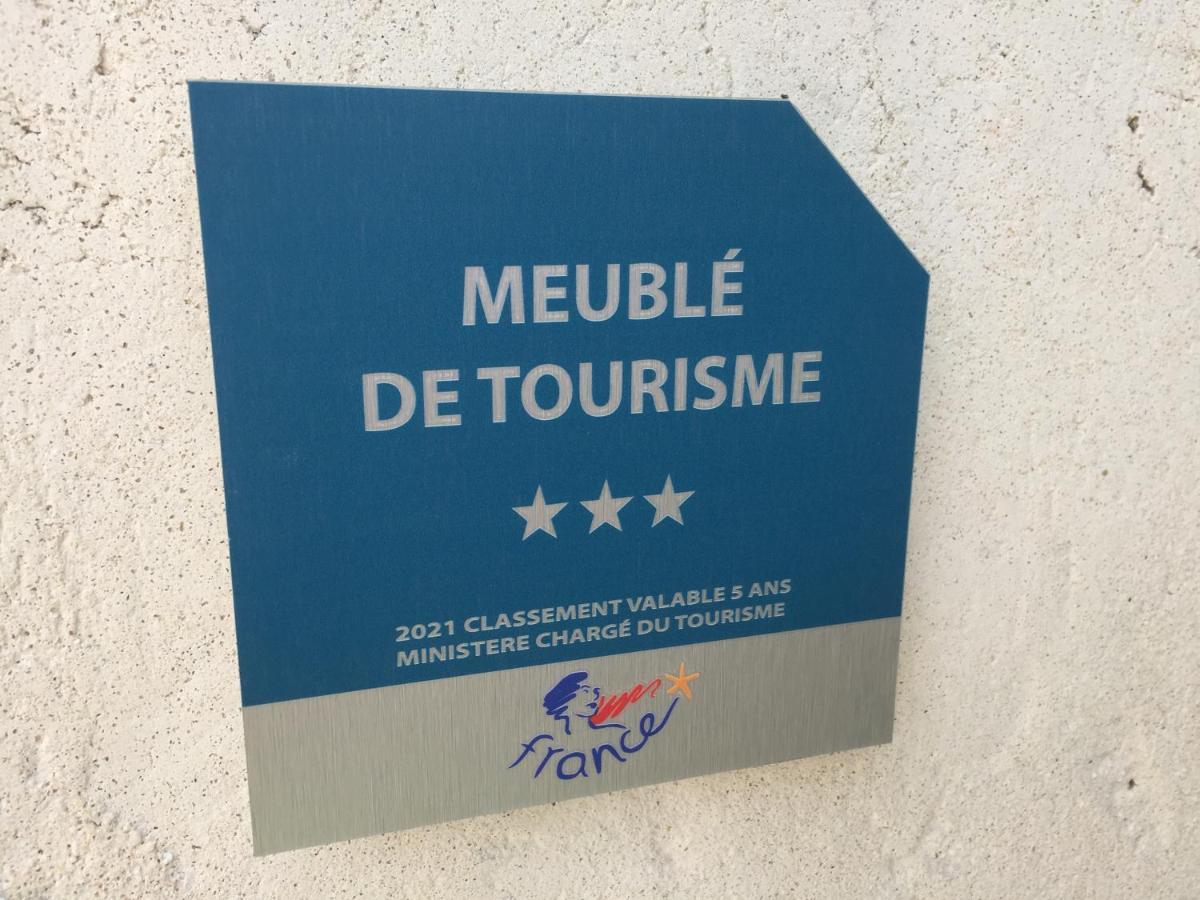 MEUBLÉ
DE TOURISME
★★★
2021 CLASSEMENT VALABLE 5 ANS
MINISTERE CHARGÉ DU TOURISME
france